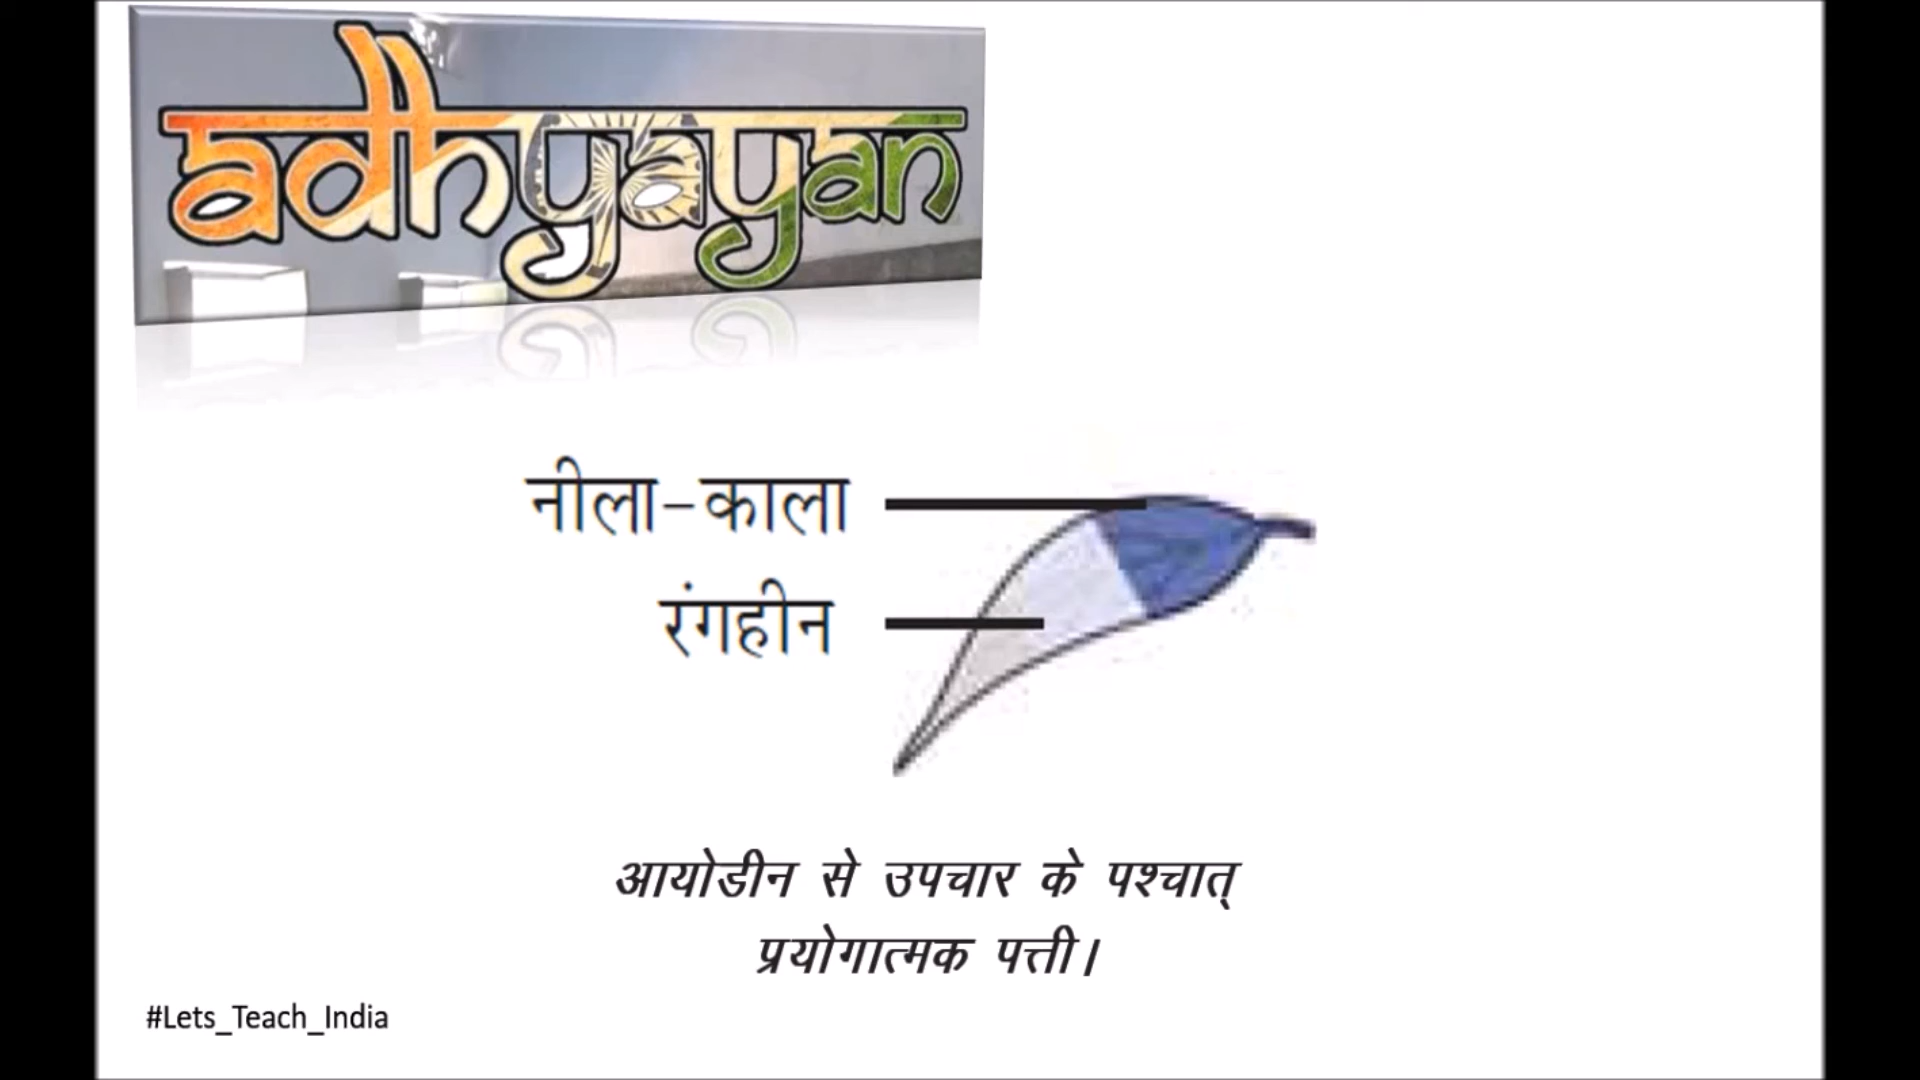 adhyayan
नीला-काला
रंगहीन
आयोडीन से उपचार के पश्चात्
प्रयोगात्मक पत्ती।
#Lets_Teach_India